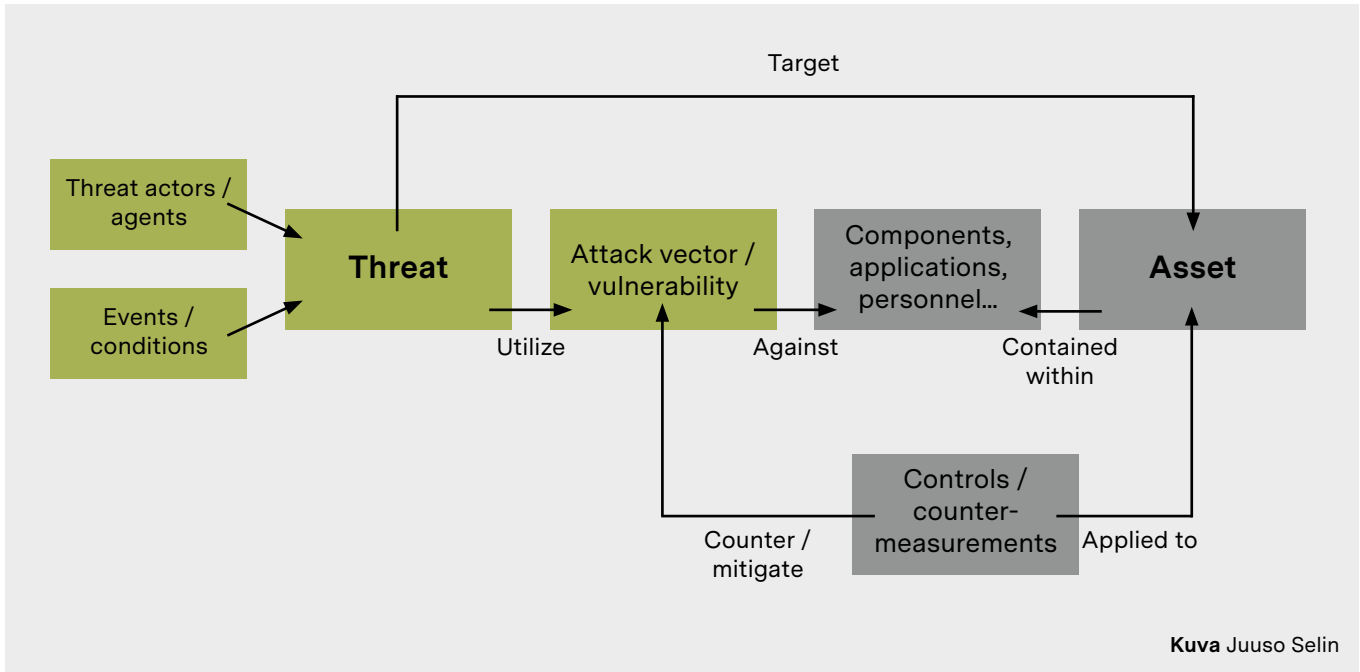 Target
Threat actors /
agents
Events /
conditions
Threat
Utilize
Attack vector /
vulnerability
Against
Components,
applications,
personnel…
Contained
within
Asset
Controls /
counter-
measurements
Counter /
mitigate
Applied to
Kuva Juuso Selin